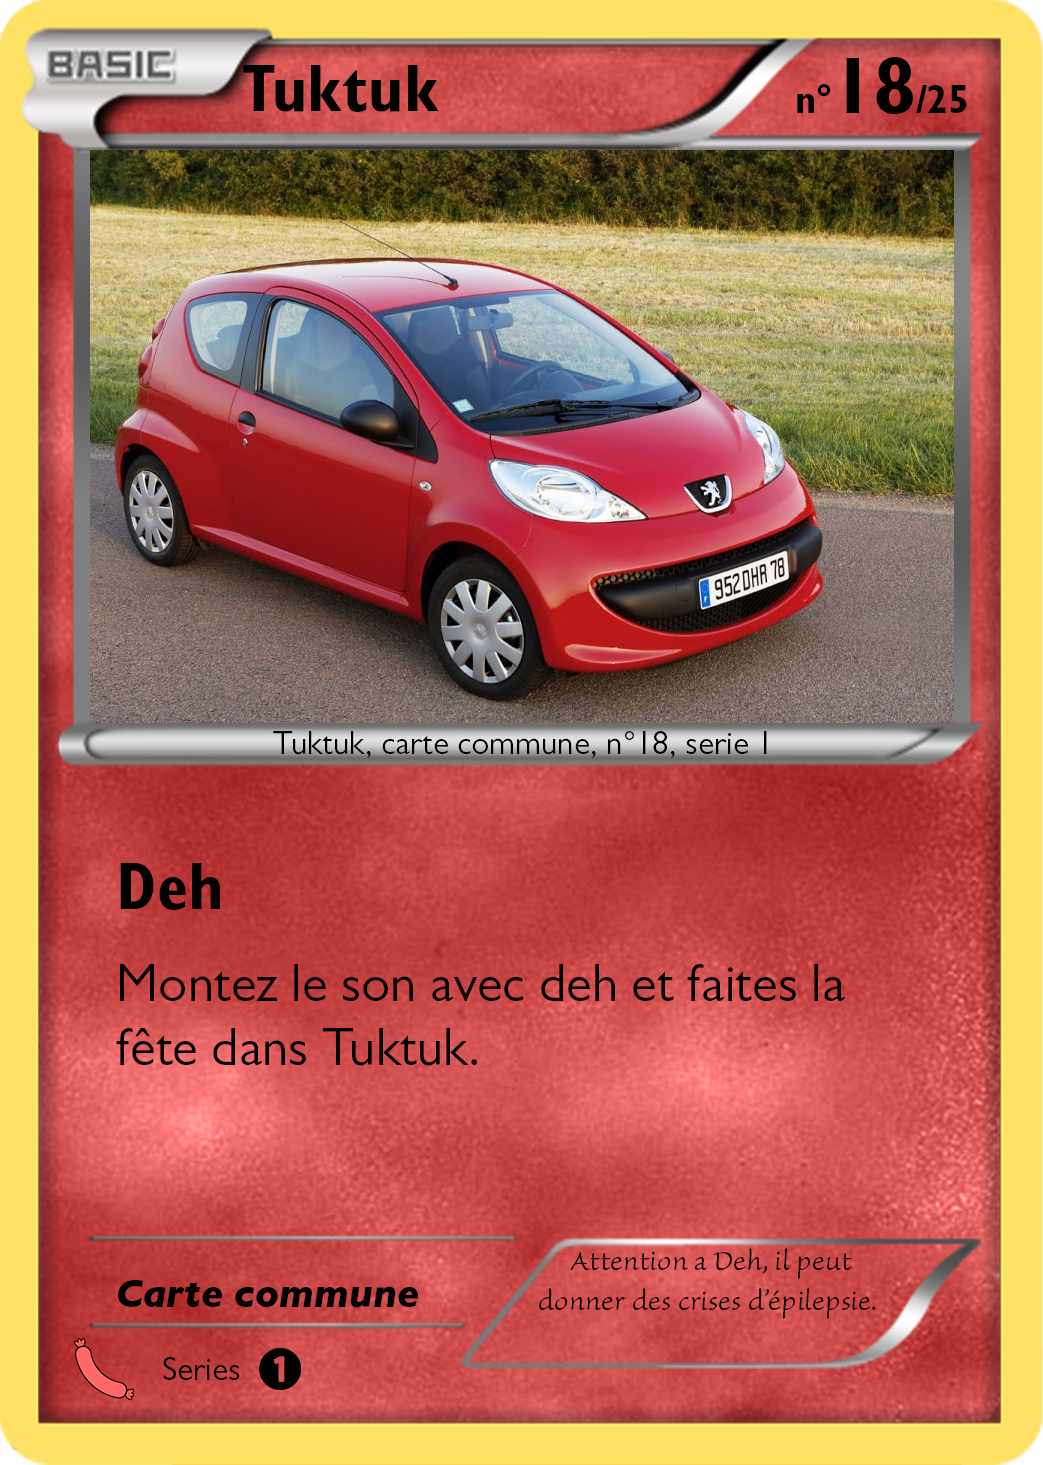 BASIC
Tuktuk
n°18/25
952 DHR 78
F
Tuktuk, carte commune, n°18, serie 1
Deh
Montez le son avec deh et faites la
fête dans Tuktuk.
Attention a Deh, il peut
donner des crises d'épilepsie.
Carte commune
Series 1